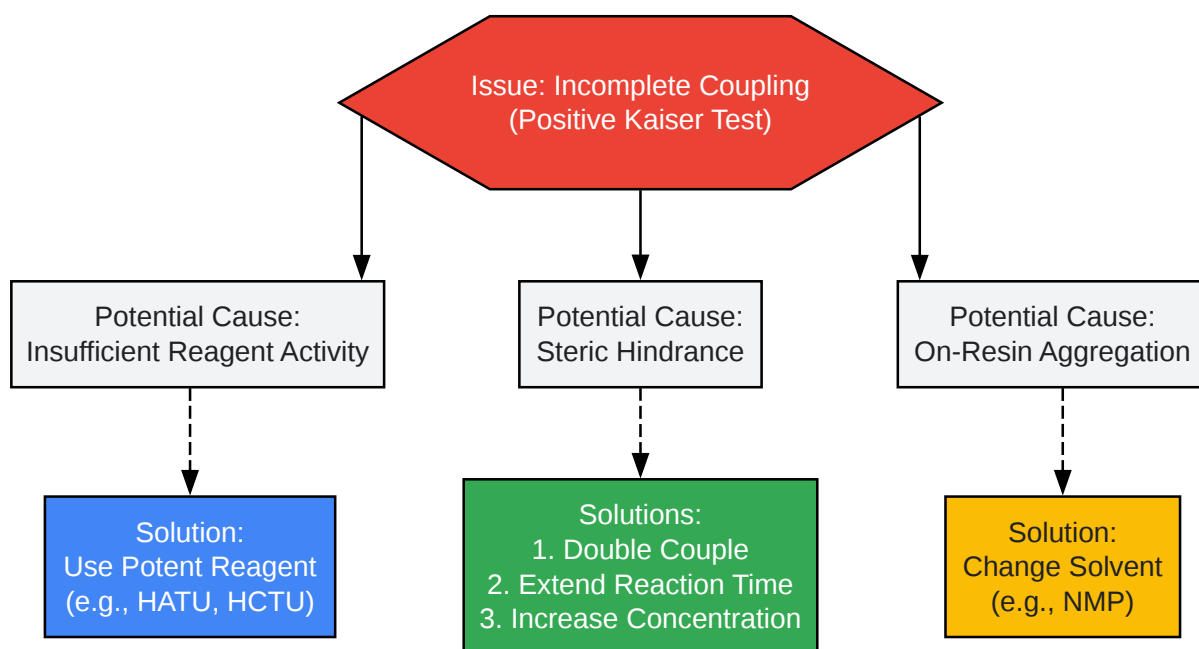 Issue: Incomplete Coupling
(Positive Kaiser Test)
Potential Cause:
Insufficient Reagent Activity
Potential Cause:
Steric Hindrance
Potential Cause:
On-Resin Aggregation
Solution:
Use Potent Reagent
(e.g., HATU, HCTU)
Solutions:
1. Double Couple
2. Extend Reaction Time
3. Increase Concentration
Solution:
Change Solvent
(e.g., NMP)